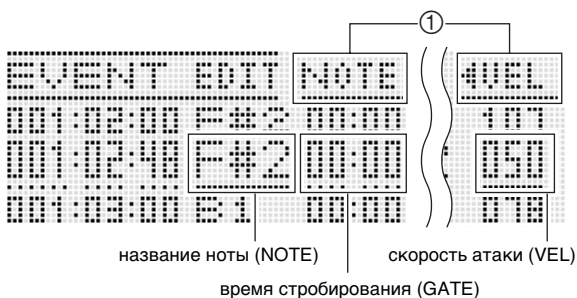 ①
EVENT EDIT NOTE ◀VEL
001:02:00 F#2 00:00 107
001:02:48 F#2 00:00 050
001:03:00 B1 00:00 078
название ноты (NOTE) скорость атаки (VEL)
время стробирования (GATE)